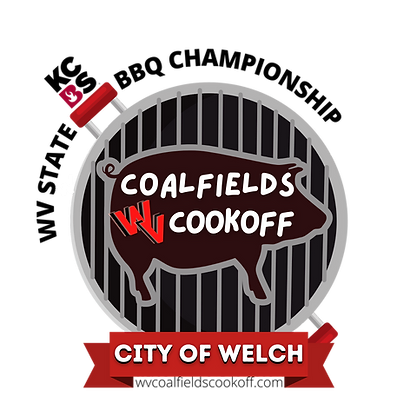 KCBS
WV STATE BBQ CHAMPIONSHIP
COALFIELDS
WV COOKOFF
CITY OF WELCH
wvcoalfieldscookoff.com